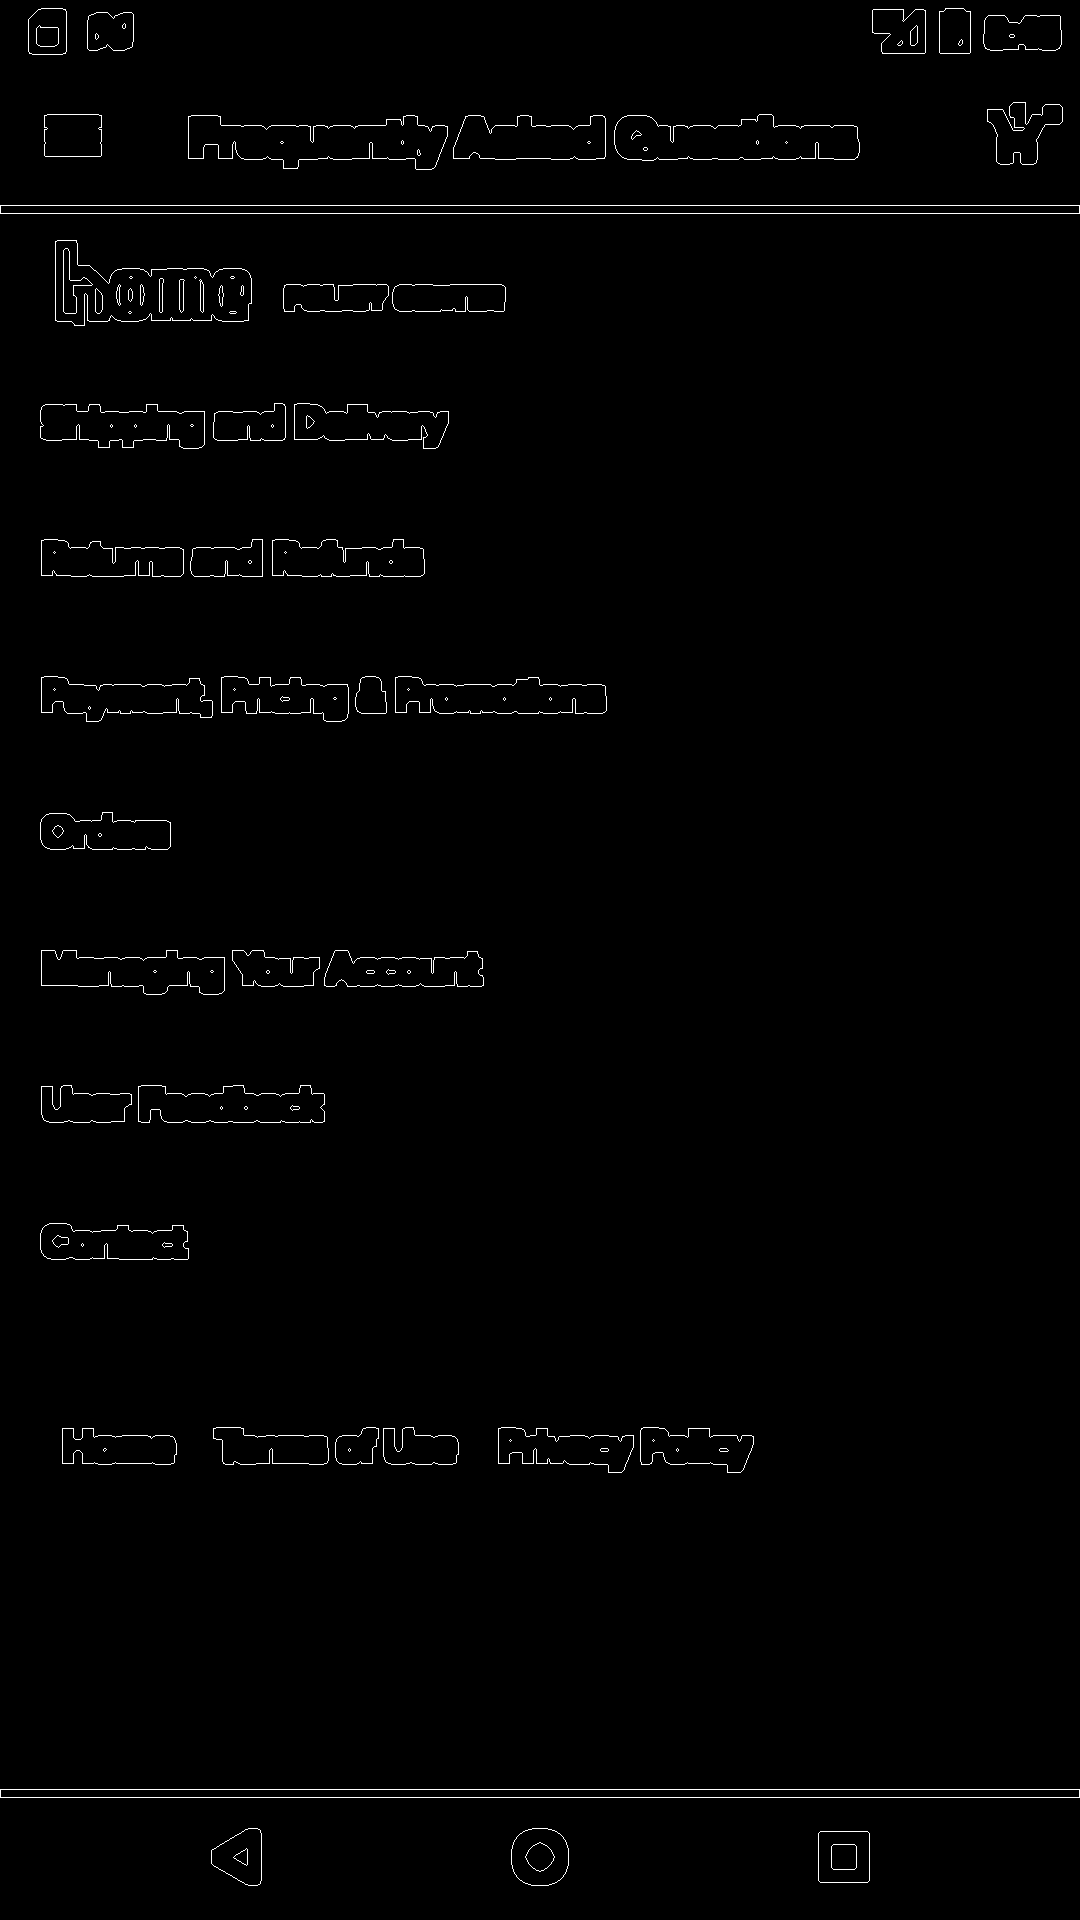 Frequently Asked Questions
home POLICY CENTER
Shipping and Delivery
Returns and Refunds
Payment, Pricing & Promotions
Orders
Managing Your Account
User Feedback
Contact
Home Terms of Use Privacy Policy